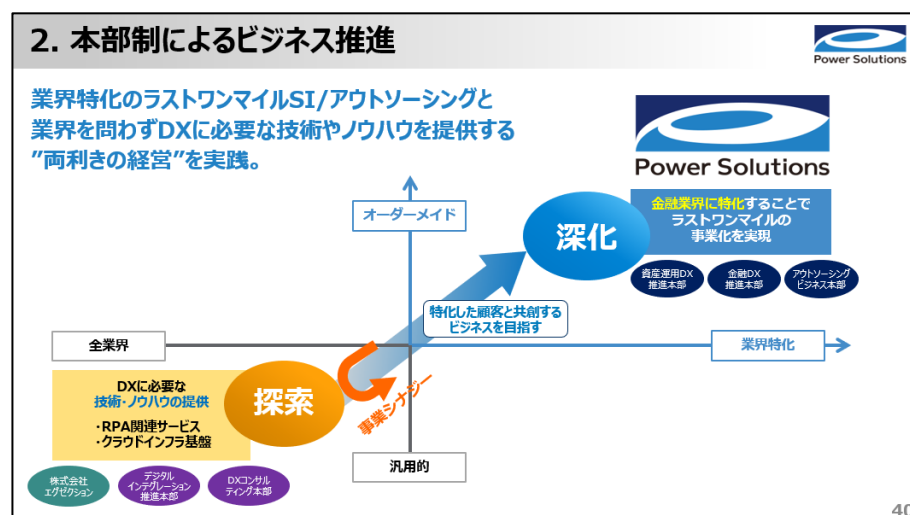 2. 本部制によるビジネス推進
Power Solutions
業界特化のラストワンマイルSI/アウトソーシングと
業界を問わずDXに必要な技術やノウハウを提供する
”両利きの経営”を実践。
Power Solutions
オーダーメイド
深化
金融業界に特化することで
ラストワンマイルの
事業化を実現
資産運用DX
推進本部
金融DX
推進本部
アウトソーシング
ビジネス本部
特化した顧客と共創する
ビジネスを目指す
全業界
業界特化
DXに必要な
技術・ノウハウの提供
・RPA関連サービス
・クラウドインフラ基盤
探索
事業シナジー
汎用的
株式会社
エグゼクション
デジタル
インテグレーション
推進本部
DXコンサル
ティング本部
40